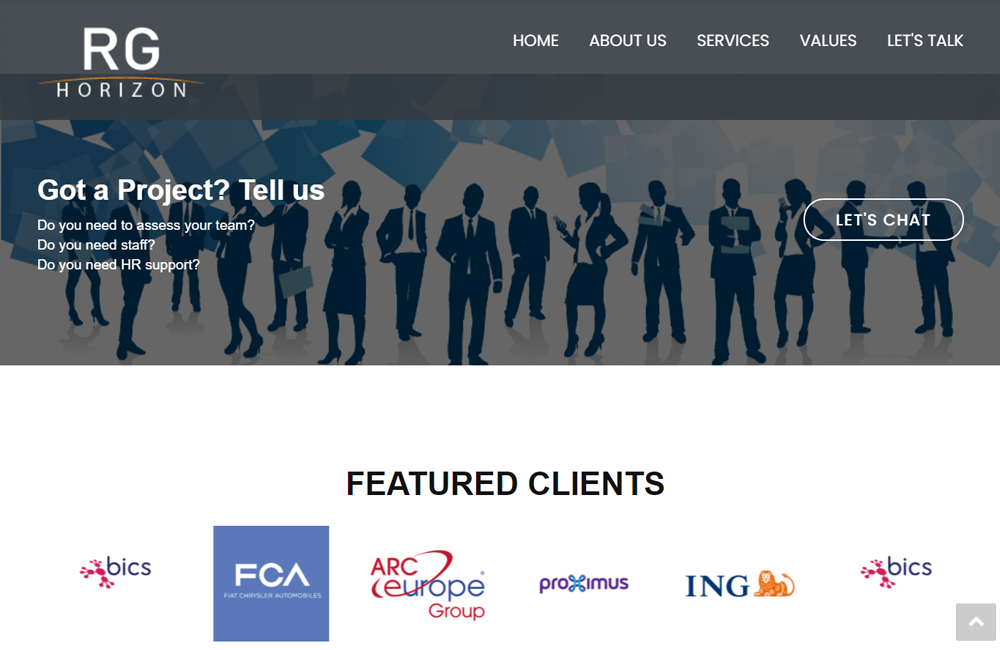 RG
HORIZON
HOME ABOUT US SERVICES VALUES LET'S TALK
Got a Project? Tell us
Do you need to assess your team?
Do you need staff?
Do you need HR support?
LET'S CHAT
FEATURED CLIENTS
bics
FCA
FIAT CHRYSLER AUTOMOBILES
ARC
europe®
Group
proximus
ING
bics